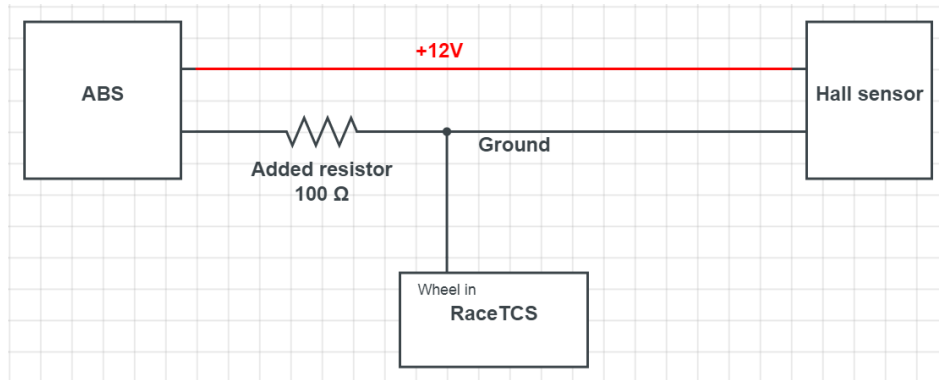 +12V
ABS
Hall sensor
Ground
Added resistor
100 Ω
Wheel in
RaceTCS